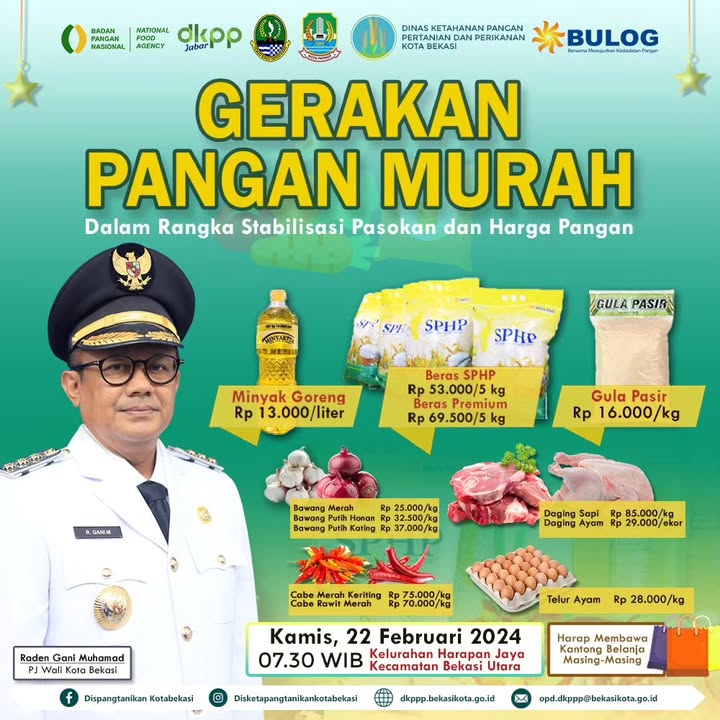 BADAN
PANGAN
NASIONAL
NATIONAL
FOOD
AGENCY
dkpp
Jabar
DINAS KETAHANAN PANGAN
PERTANIAN DAN PERIKANAN
KOTA BEKASI
BULOG
Bersama Mewujudkan Kedaulatan Pangan
GERAKAN
PANGAN MURAH
Dalam Rangka Stabilisasi Pasokan dan Harga Pangan
MINYAKITA
SPHP
SPHP
SPHP
GULA PASIR
Minyak Goreng
Rp 13.000/liter
Beras SPHP
Rp 53.000/5 kg
Beras Premium
Rp 69.500/5 kg
Gula Pasir
Rp 16.000/kg
Bawang Merah Rp 25.000/kg
Bawang Putih Honan Rp 32.500/kg
Bawang Putih Kating Rp 37.000/kg
Daging Sapi Rp 85.000/kg
Daging Ayam Rp 29.000/ekor
Cabe Merah Keriting Rp 75.000/kg
Cabe Rawit Merah Rp 70.000/kg
Telur Ayam Rp 28.000/kg
R. GANI.M
Raden Gani Muhamad
PJ Wali Kota Bekasi
Kamis, 22 Februari 2024
07.30 WIB
Kelurahan Harapan Jaya
Kecamatan Bekasi Utara
Harap Membawa
Kantong Belanja
Masing-Masing
Dispangtanikan Kotabekasi
Disketapangtanikankotabekasi
dkppp.bekasikota.go.id
opd.dkppp@bekasikota.go.id